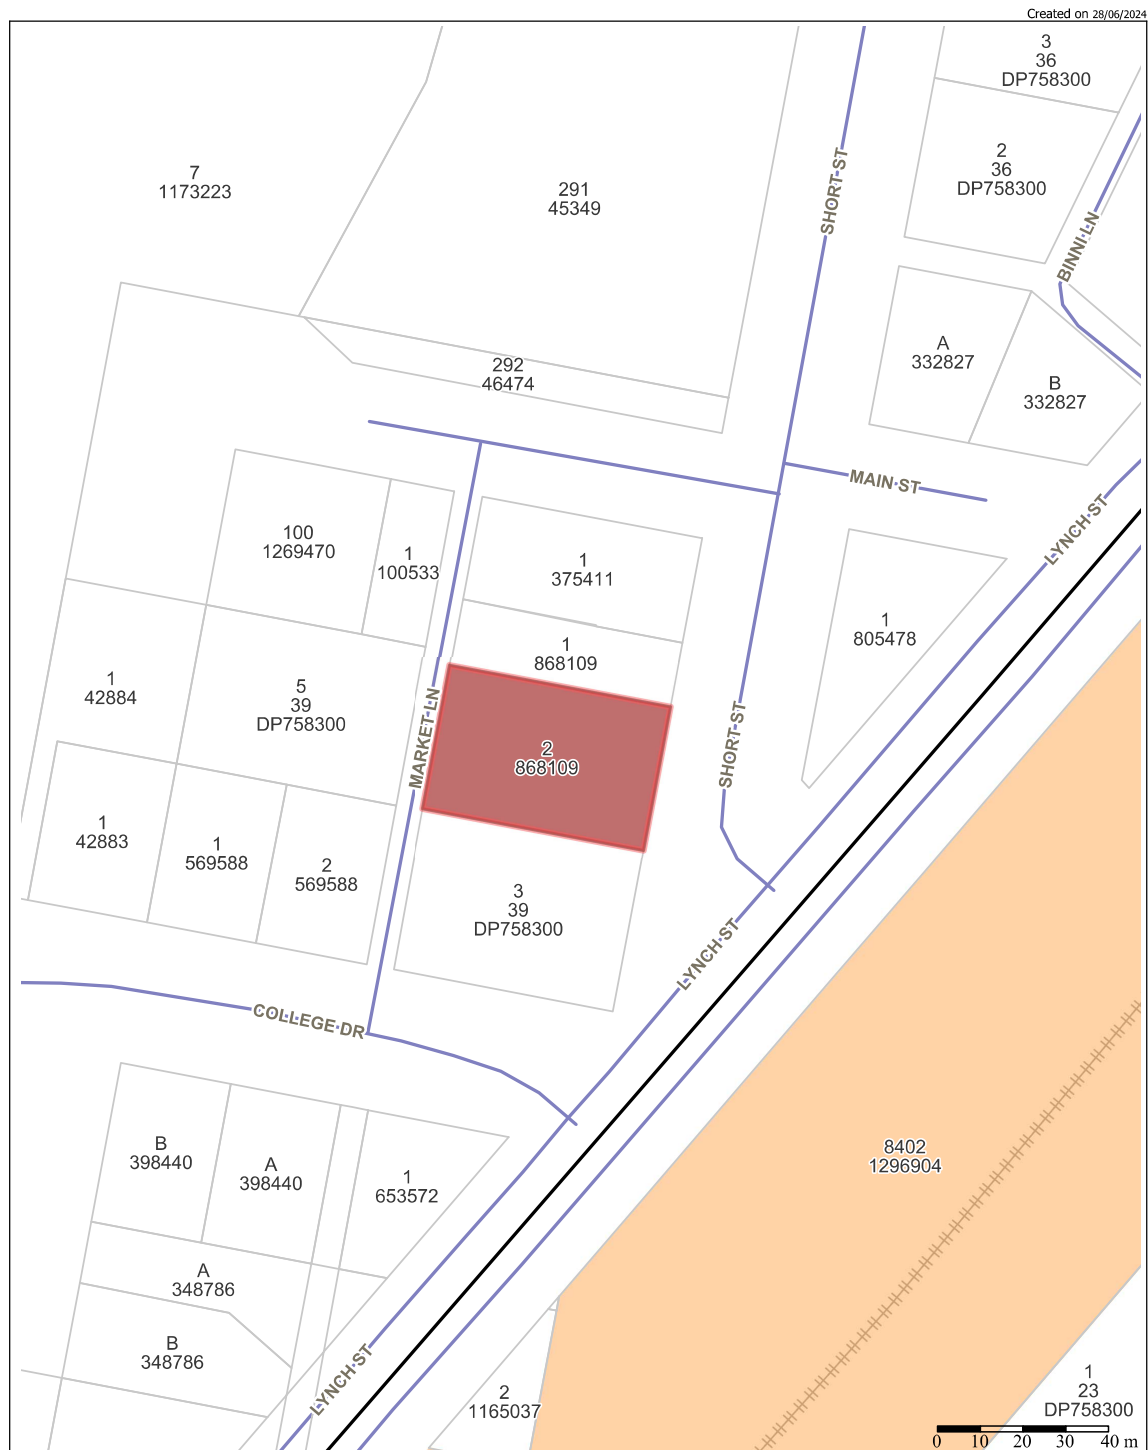 Created on 28/06/2024
3
36
DP758300
2
36
DP758300
7
1173223
291
45349
SHORT ST
BINNI LN
A
332827
B
332827
292
46474
MAIN ST
LYNCH ST
100
1269470
1
100533
1
375411
1
805478
1
868109
1
42884
5
39
DP758300
MARKET LN
2
868109
SHORT ST
1
42883
1
569588
2
569588
3
39
DP758300
LYNCH ST
COLLEGE DR
B
398440
A
398440
1
653572
8402
1296904
A
348786
B
348786
LYNCH ST
2
1165037
1
23
DP758300
0 10 20 30 40 m